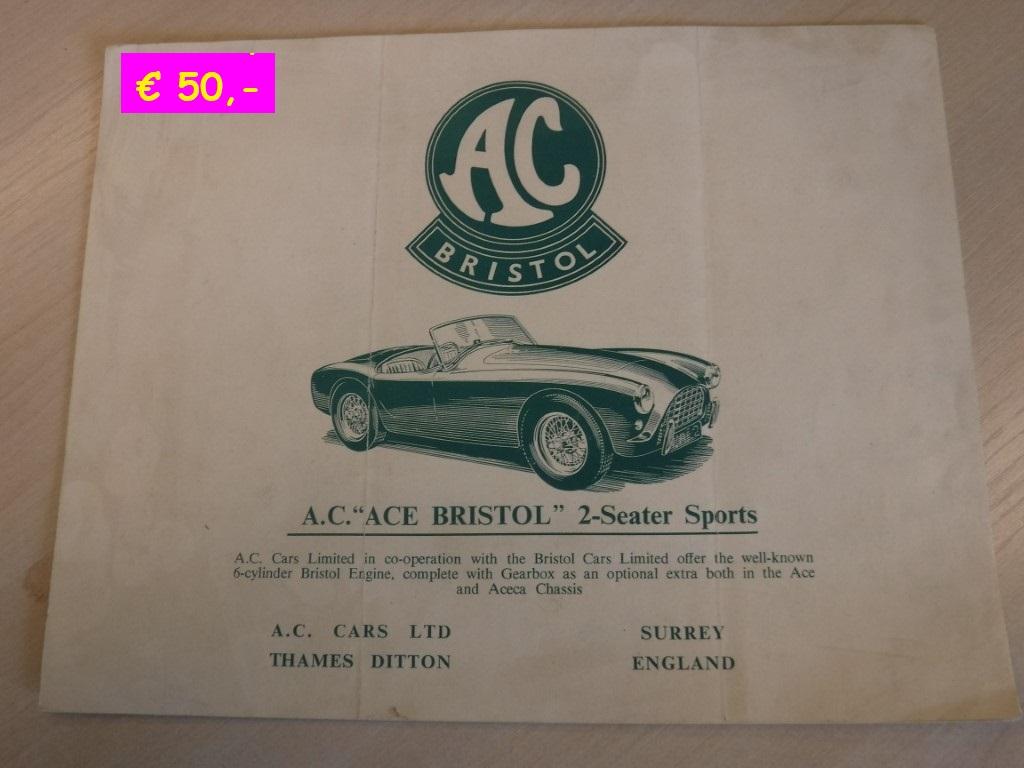 € 50,-
AC
BRISTOL
A.C. "ACE BRISTOL" 2-Seater Sports
A.C. Cars Limited in co-operation with the Bristol Cars Limited offer the well-known
6-cylinder Bristol Engine, complete with Gearbox as an optional extra both in the Ace
and Aceca Chassis
A.C. CARS LTD SURREY
THAMES DITTON ENGLAND